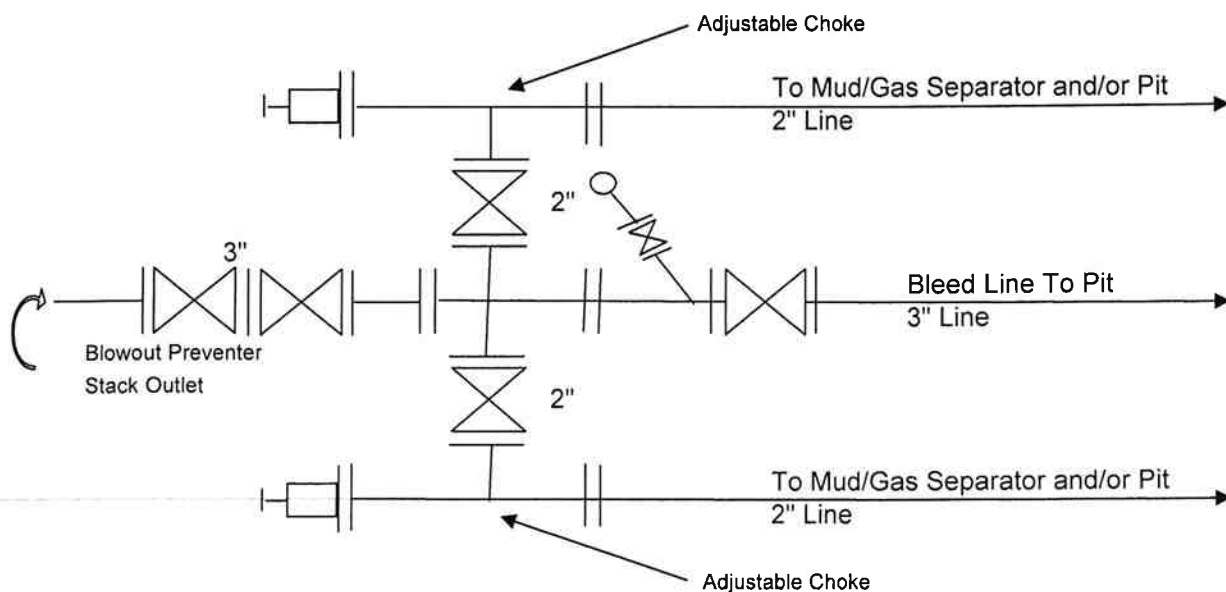 Adjustable Choke
To Mud/Gas Separator and/or Pit
2" Line
2"
3"
Bleed Line To Pit
3" Line
Blowout Preventer
Stack Outlet
2"
To Mud/Gas Separator and/or Pit
2" Line
Adjustable Choke